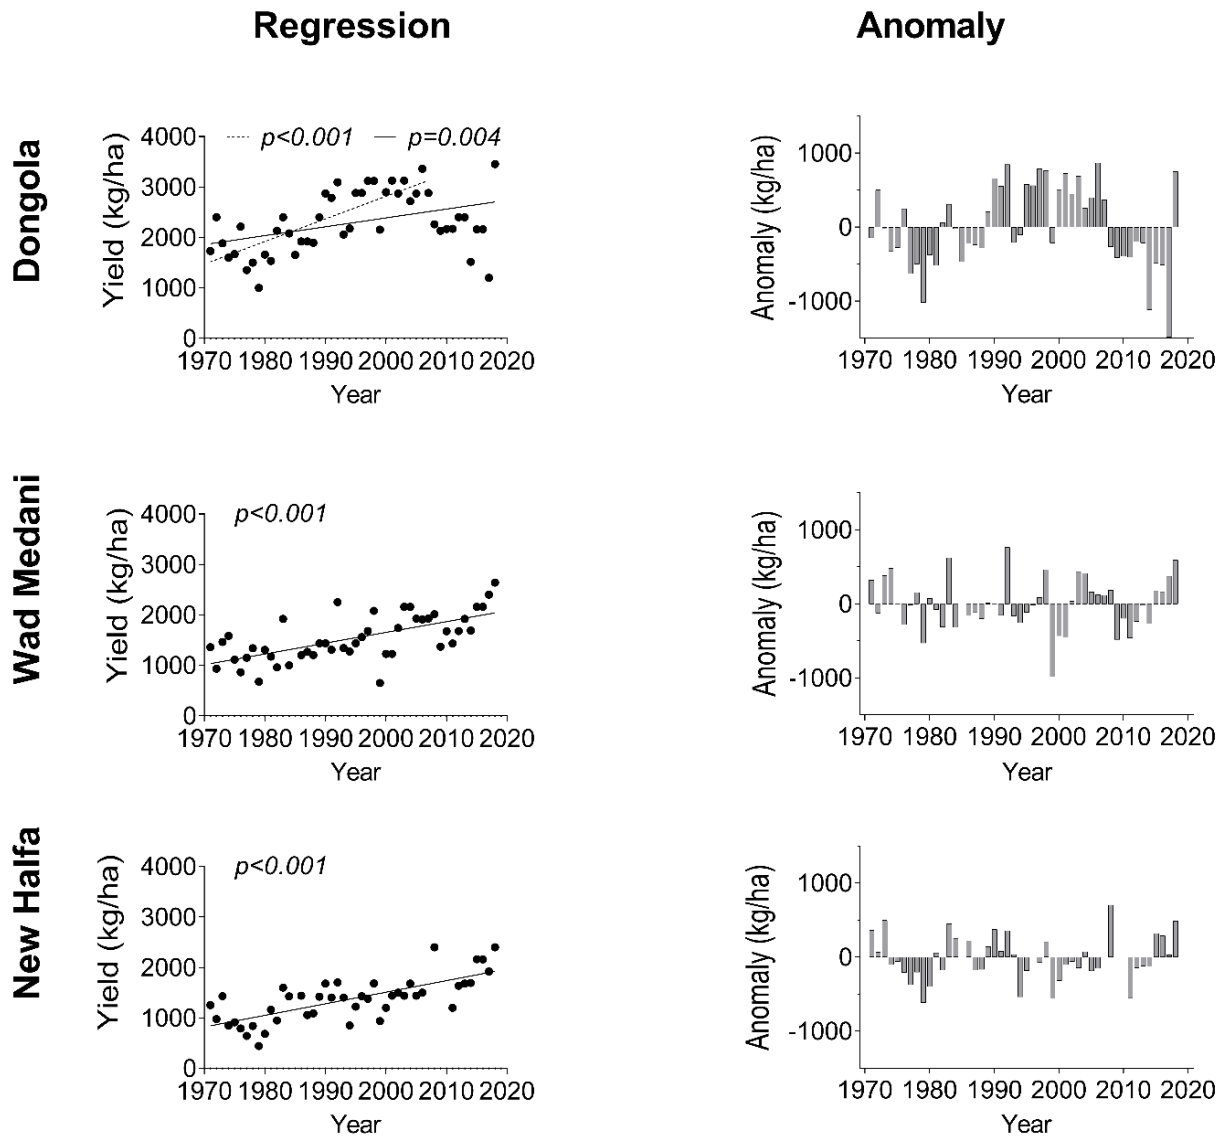 Regression
Anomaly
Dongola
Yield (kg/ha)
4000
3000
2000
1000
0
p<0.001
p=0.004
1970 1980 1990 2000 2010 2020
Year
Anomaly (kg/ha)
1000
0
-1000
1970 1980 1990 2000 2010 2020
Year
Wad Medani
Yield (kg/ha)
4000
3000
2000
1000
0
p<0.001
1970 1980 1990 2000 2010 2020
Year
Anomaly (kg/ha)
1000
0
-1000
1970 1980 1990 2000 2010 2020
Year
New Halfa
Yield (kg/ha)
4000
3000
2000
1000
0
p<0.001
1970 1980 1990 2000 2010 2020
Year
Anomaly (kg/ha)
1000
0
-1000
1970 1980 1990 2000 2010 2020
Year